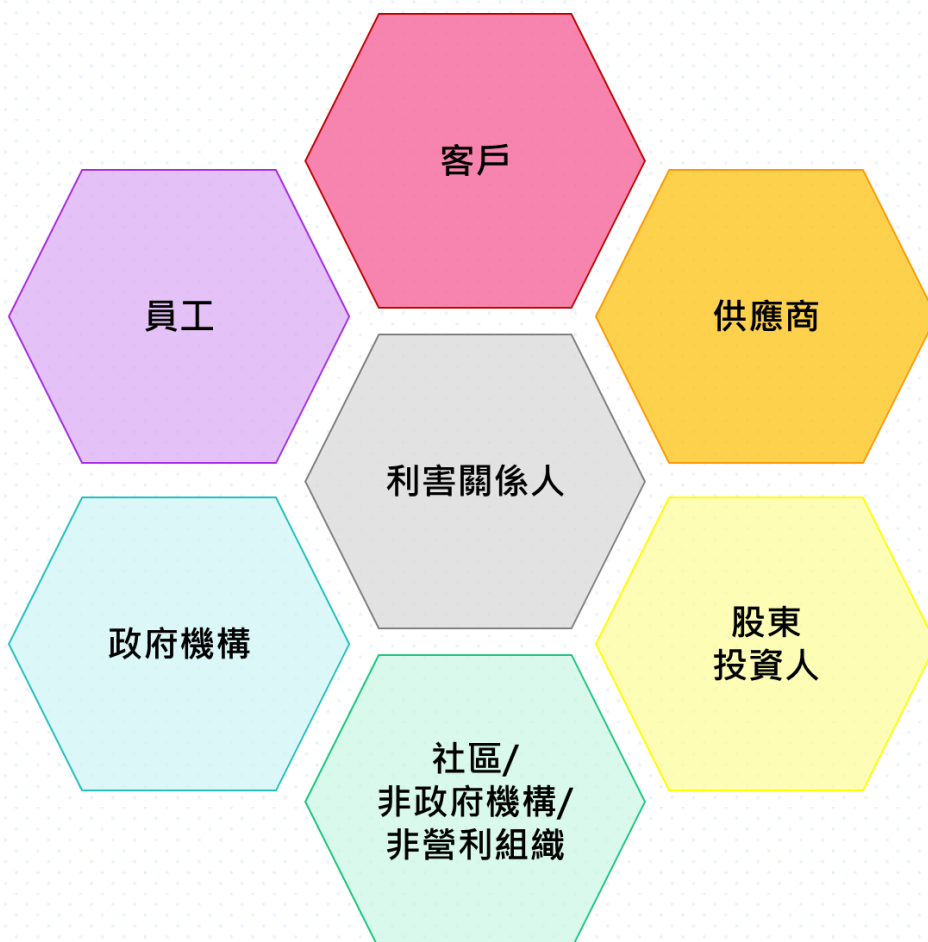 客戶
員工
供應商
利害關係人
政府機構
股東
投資人
社區/
非政府機構/
非營利組織